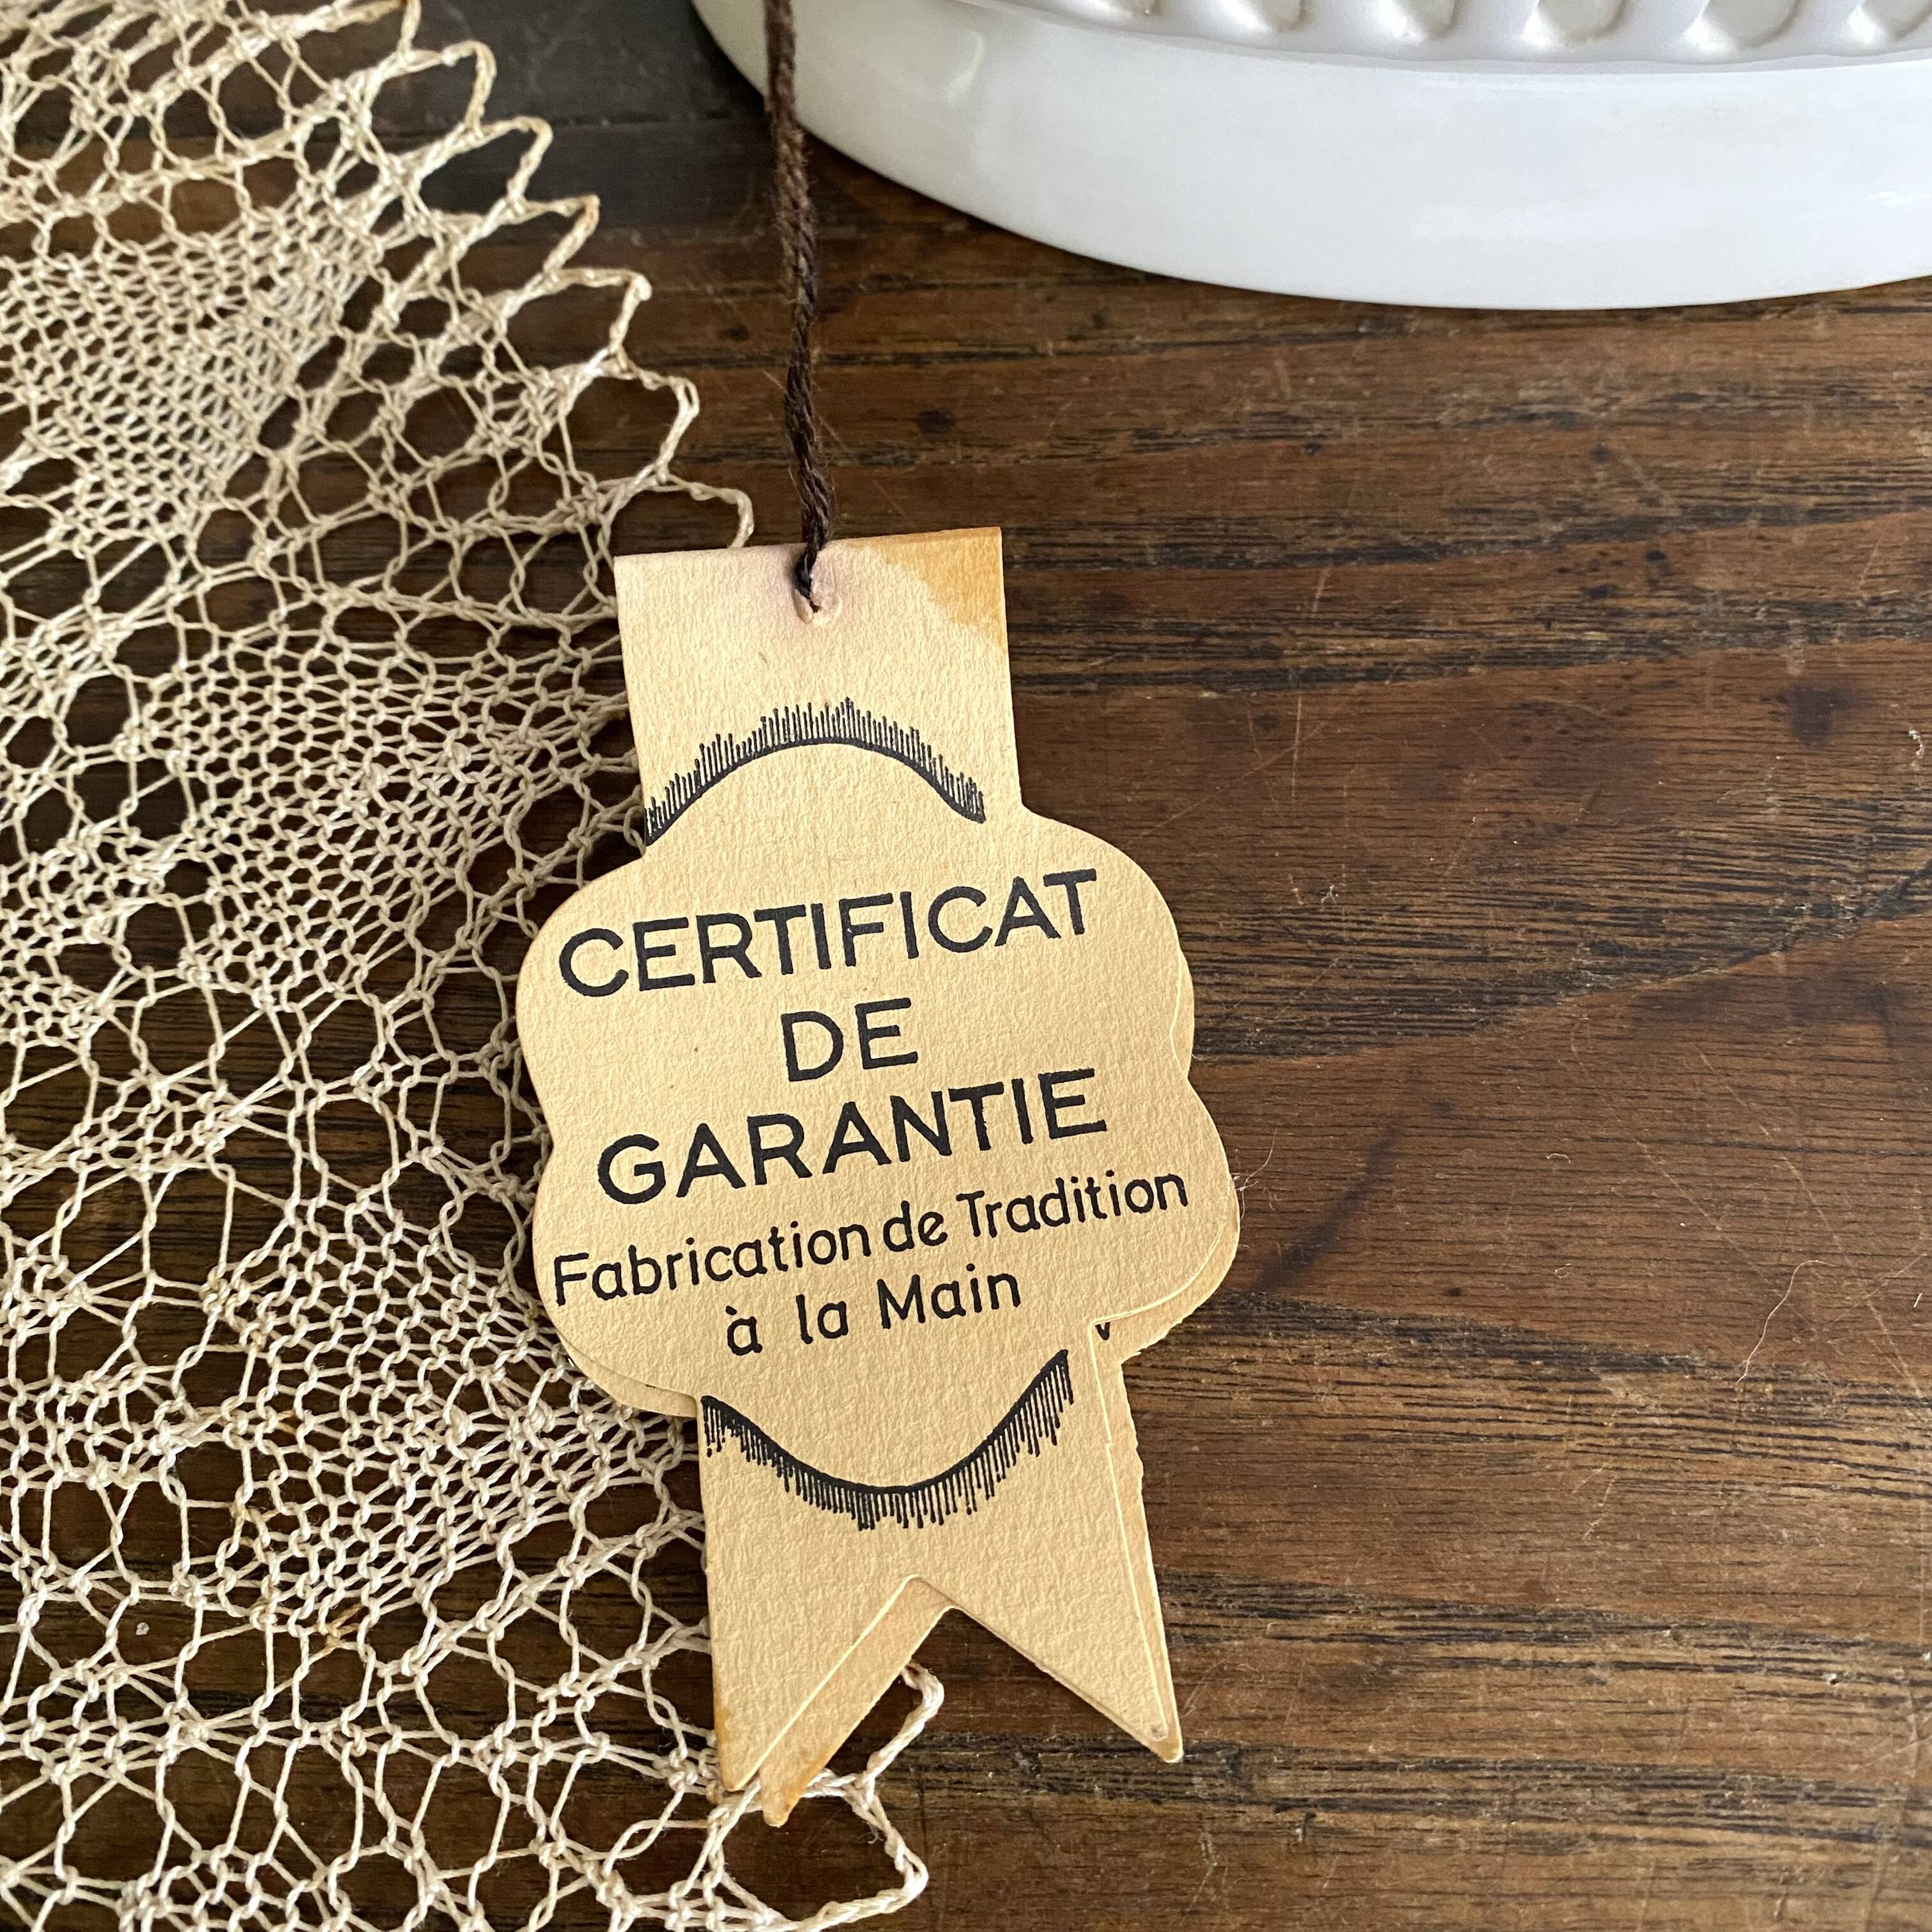 CERTIFICAT
DE
GARANTIE
Fabrication de Tradition
à la Main